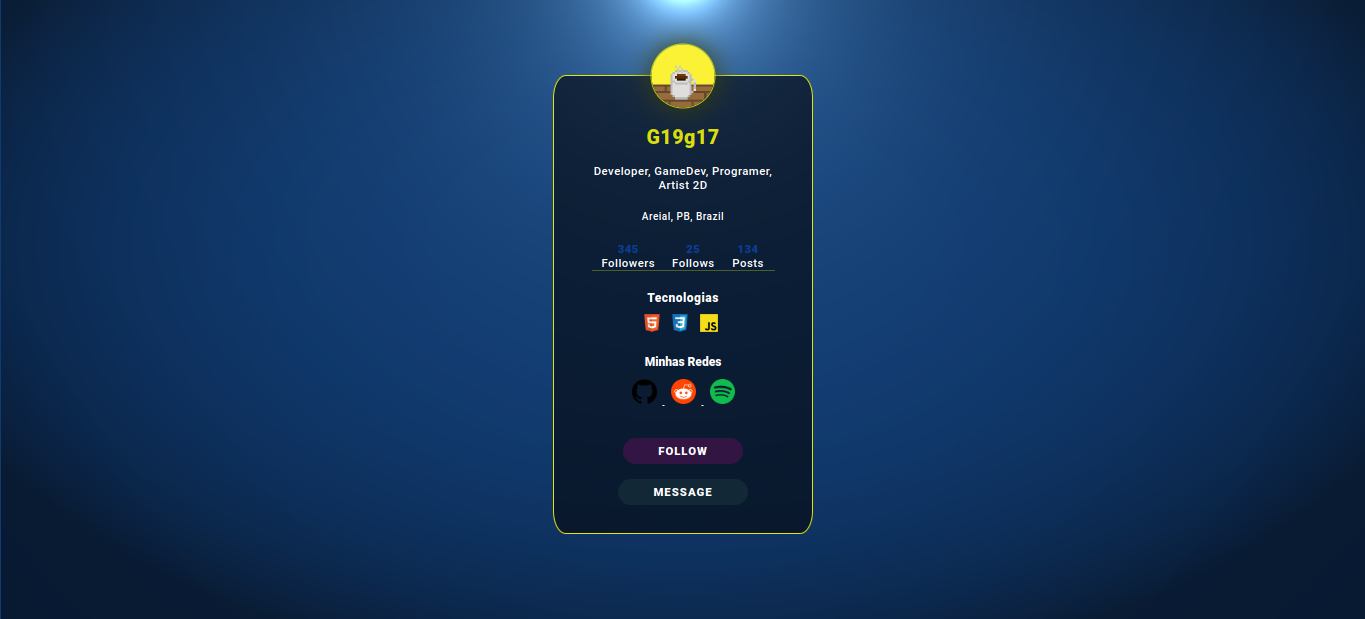 G19g17
Developer, GameDev, Programer,
Artist 2D
Areial, PB, Brazil
345 25 134
Followers Follows Posts
Tecnologias
5 3 JS
Minhas Redes
FOLLOW
MESSAGE